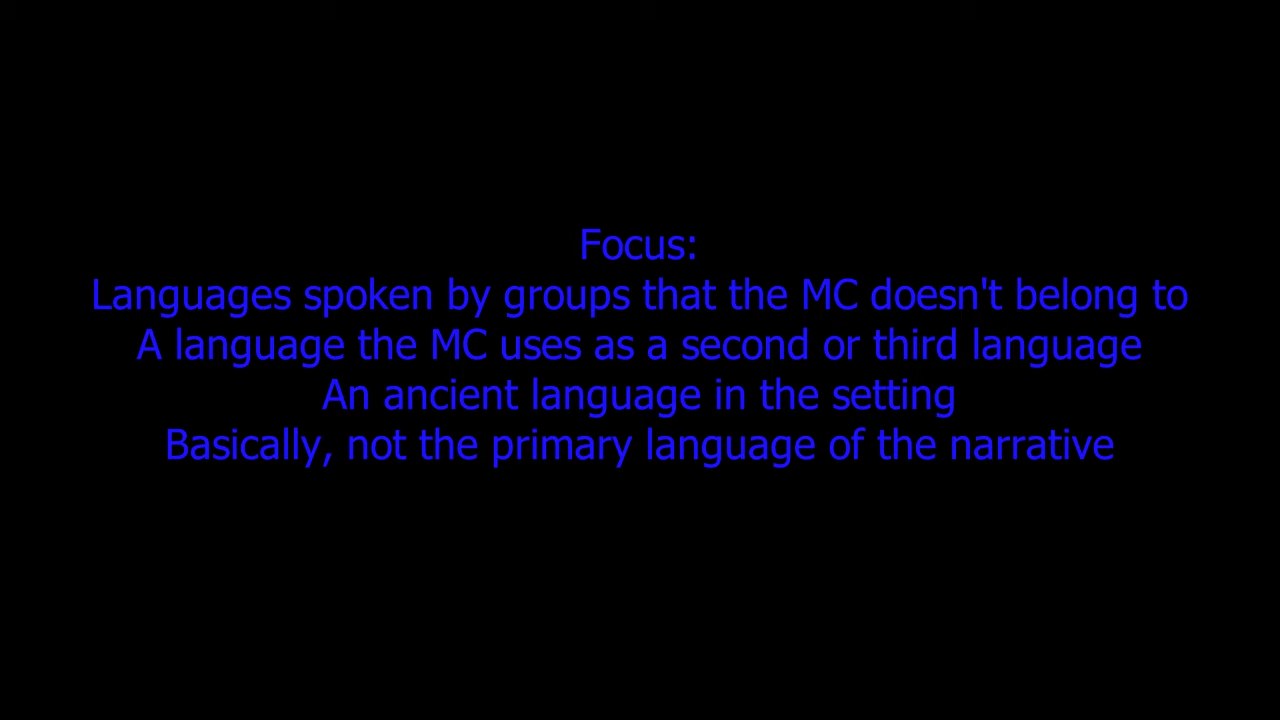 Focus:
Languages spoken by groups that the MC doesn't belong to
A language the MC uses as a second or third language
An ancient language in the setting
Basically, not the primary language of the narrative